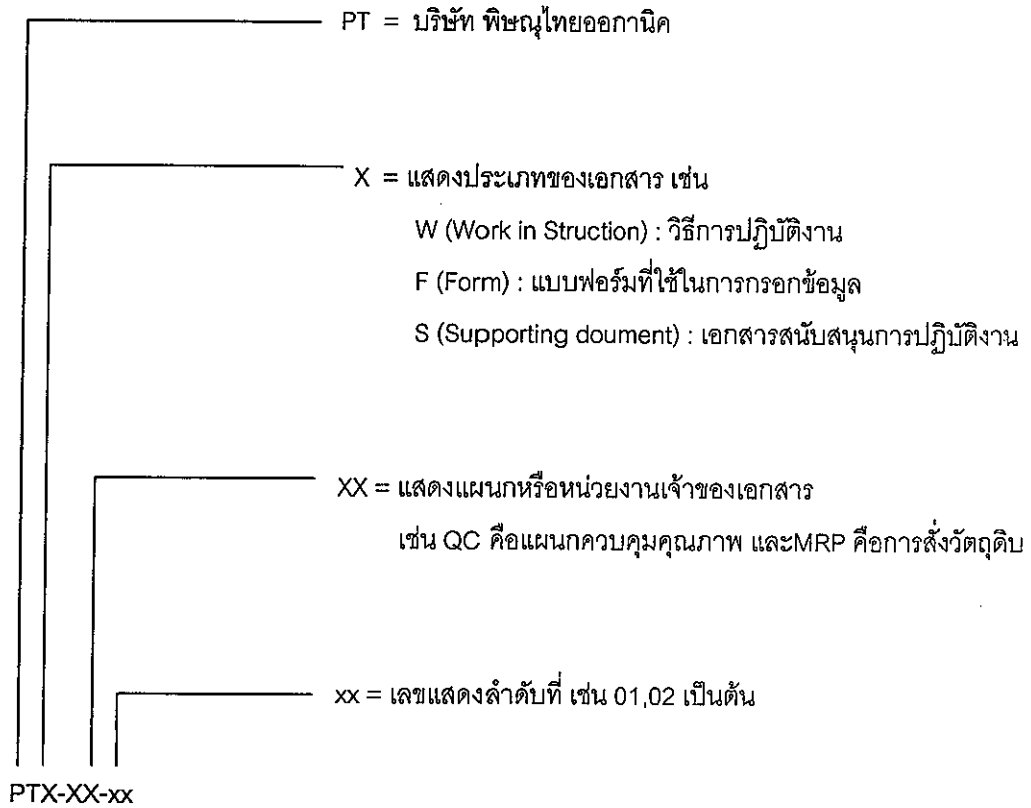 PT = บริษัท พิษณุไทยออกานิค
X = แสดงประเภทของเอกสาร เช่น
W (Work in Struction) : วิธีการปฏิบัติงาน
F (Form) : แบบฟอร์มที่ใช้ในการกรอกข้อมูล
S (Supporting doument) : เอกสารสนับสนุนการปฏิบัติงาน
XX = แสดงแผนกหรือหน่วยงานเจ้าของเอกสาร
เช่น QC คือแผนกควบคุมคุณภาพ และMRP คือการสั่งวัตถุดิบ
xx = เลขแสดงลำดับที่ เช่น 01,02 เป็นต้น
PTX-XX-xx